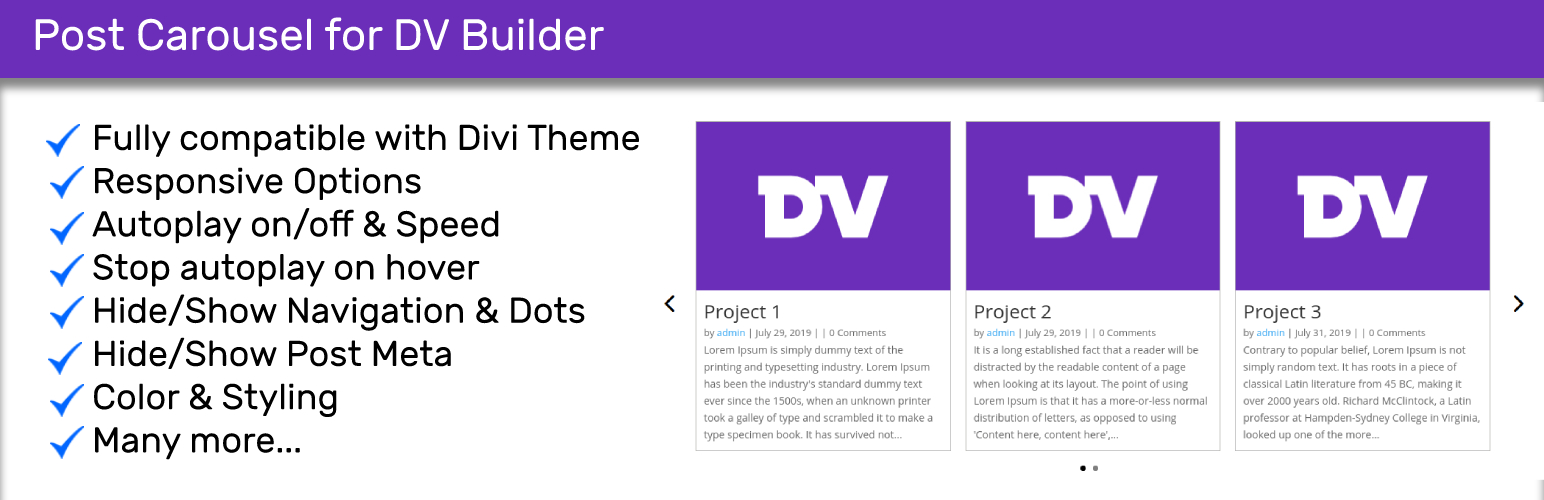 Post Carousel for DV Builder
Fully compatible with Divi Theme
Responsive Options
Autoplay on/off & Speed
Stop autoplay on hover
Hide/Show Navigation & Dots
Hide/Show Post Meta
Color & Styling
Many more...
DV
Project 1
by admin | July 29, 2019 | | 0 Comments
Lorem Ipsum is simply dummy text of the
printing and typesetting industry. Lorem Ipsum
has been the industry's standard dummy text
ever since the 1500s, when an unknown printer
took a galley of type and scrambled it to make a
type specimen book. It has survived not...
DV
Project 2
by admin | July 29, 2019 | | 0 Comments
It is a long established fact that a reader will be
distracted by the readable content of a page
when looking at its layout. The point of using
Lorem Ipsum is that it has a more-or-less normal
distribution of letters, as opposed to using
'Content here, content here',...
DV
Project 3
by admin | July 31, 2019 | | 0 Comments
Contrary to popular belief, Lorem Ipsum is not
simply random text. It has roots in a piece of
classical Latin literature from 45 BC, making it
over 2000 years old. Richard McClintock, a Latin
professor at Hampden-Sydney College in Virginia,
looked up one of the more...